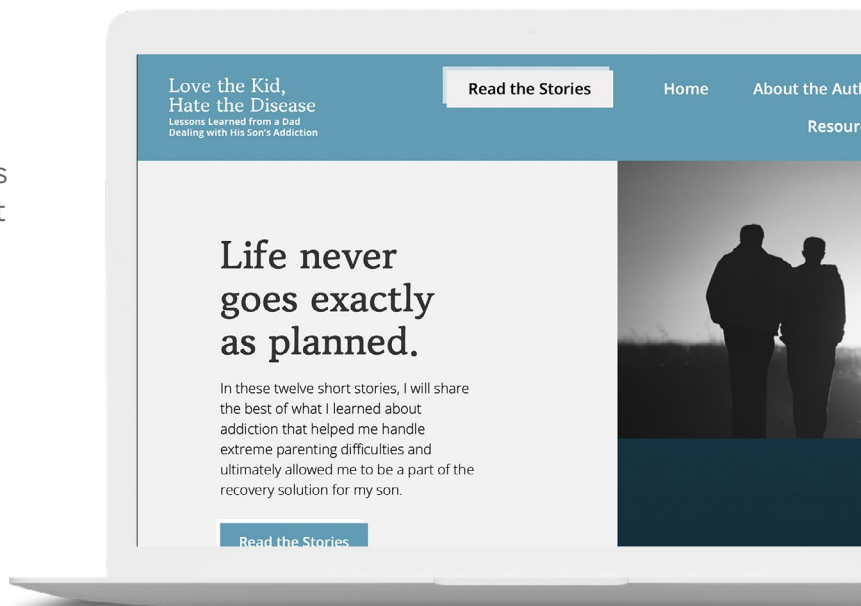 Love the Kid,
Hate the Disease
Lessons Learned from a Dad
Dealing with His Son's Addiction
Read the Stories
Home
About the
Life never
goes exactly
as planned.
In these twelve short stories, I will share
the best of what I learned about
addiction that helped me handle
extreme parenting difficulties and
ultimately allowed me to be a part of the
recovery solution for my son.
Read the Stories